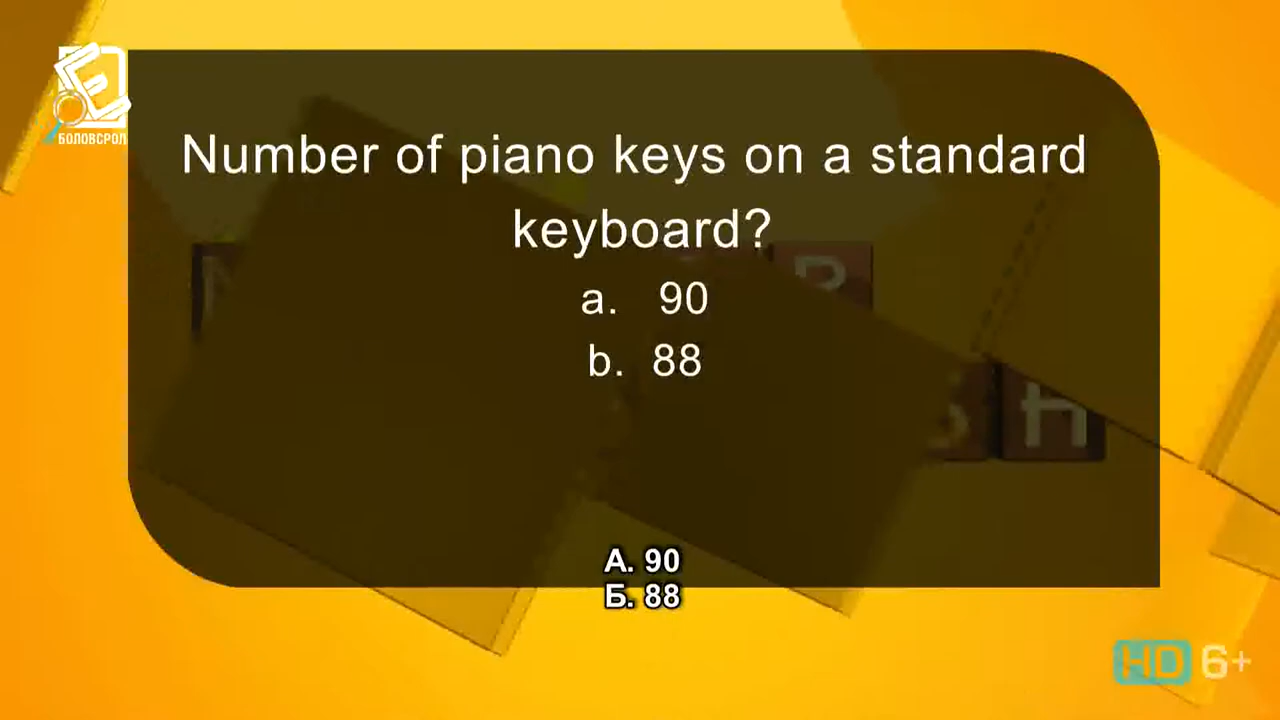 БОЛОВСРОЛ
Number of piano keys on a standard
keyboard?
a. 90
b. 88
А. 90
Б. 88
HD 6+